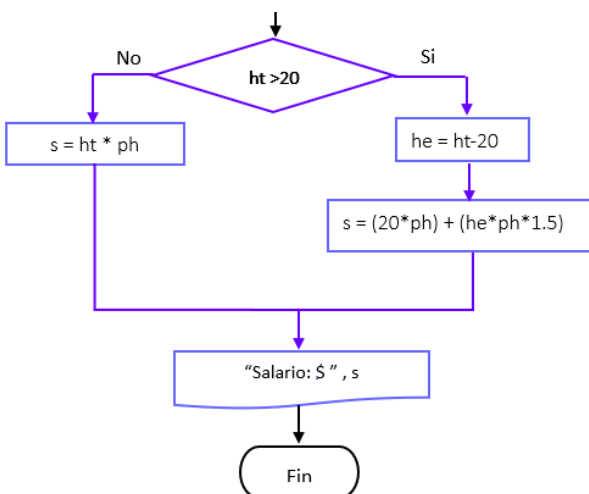 No
Si
ht >20
s = ht * ph
he = ht-20
s = (20*ph) + (he*ph*1.5)
“Salario: $ ” , s
Fin